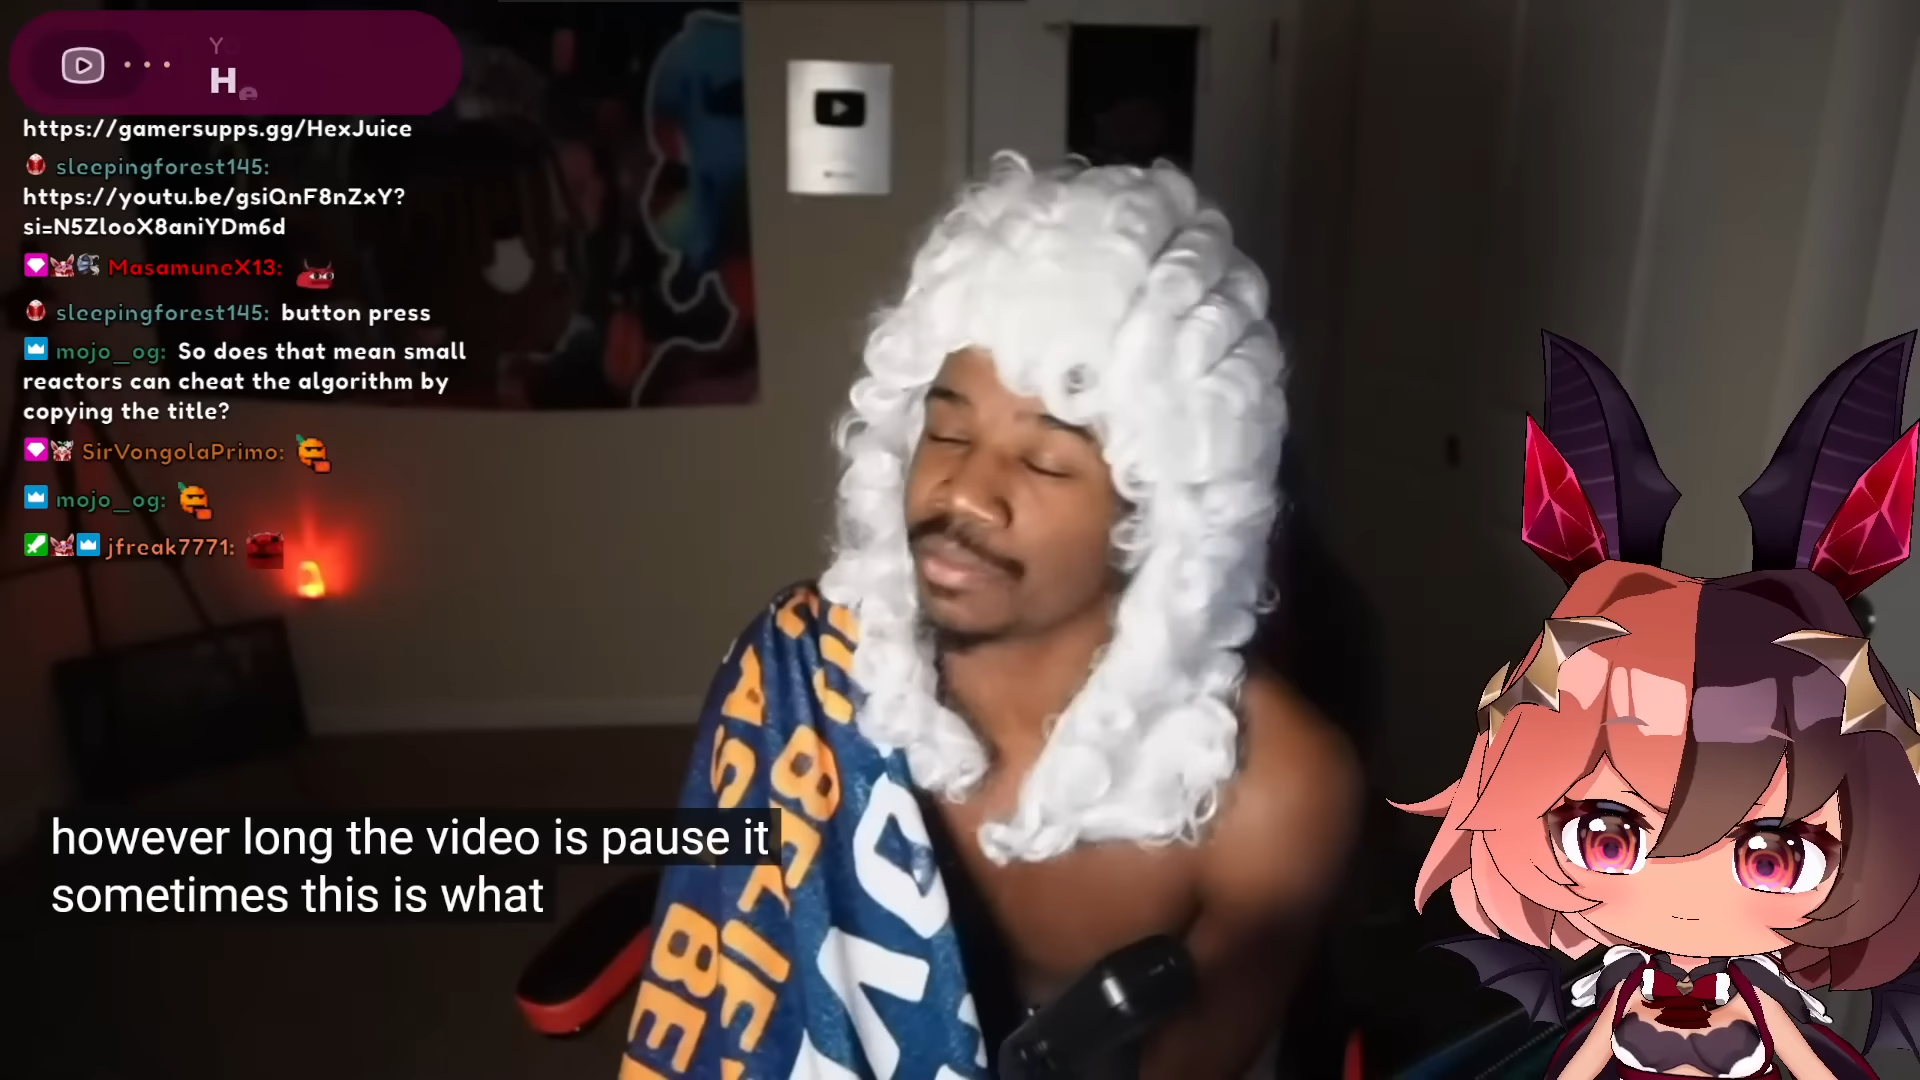 H
https://gamersupps.gg/HexJuice
sleepingforest145:
https://youtu.be/gsiQnF8nZxY?
si=N5ZlooX8aniYDm6d
MasamuneX13:
sleepingforest145: button press
mojo_og: So does that mean small
reactors can cheat the algorithm by
copying the title?
SirVongolaPrimo:
mojo_og:
jfreak7771:
however long the video is pause it
sometimes this is what